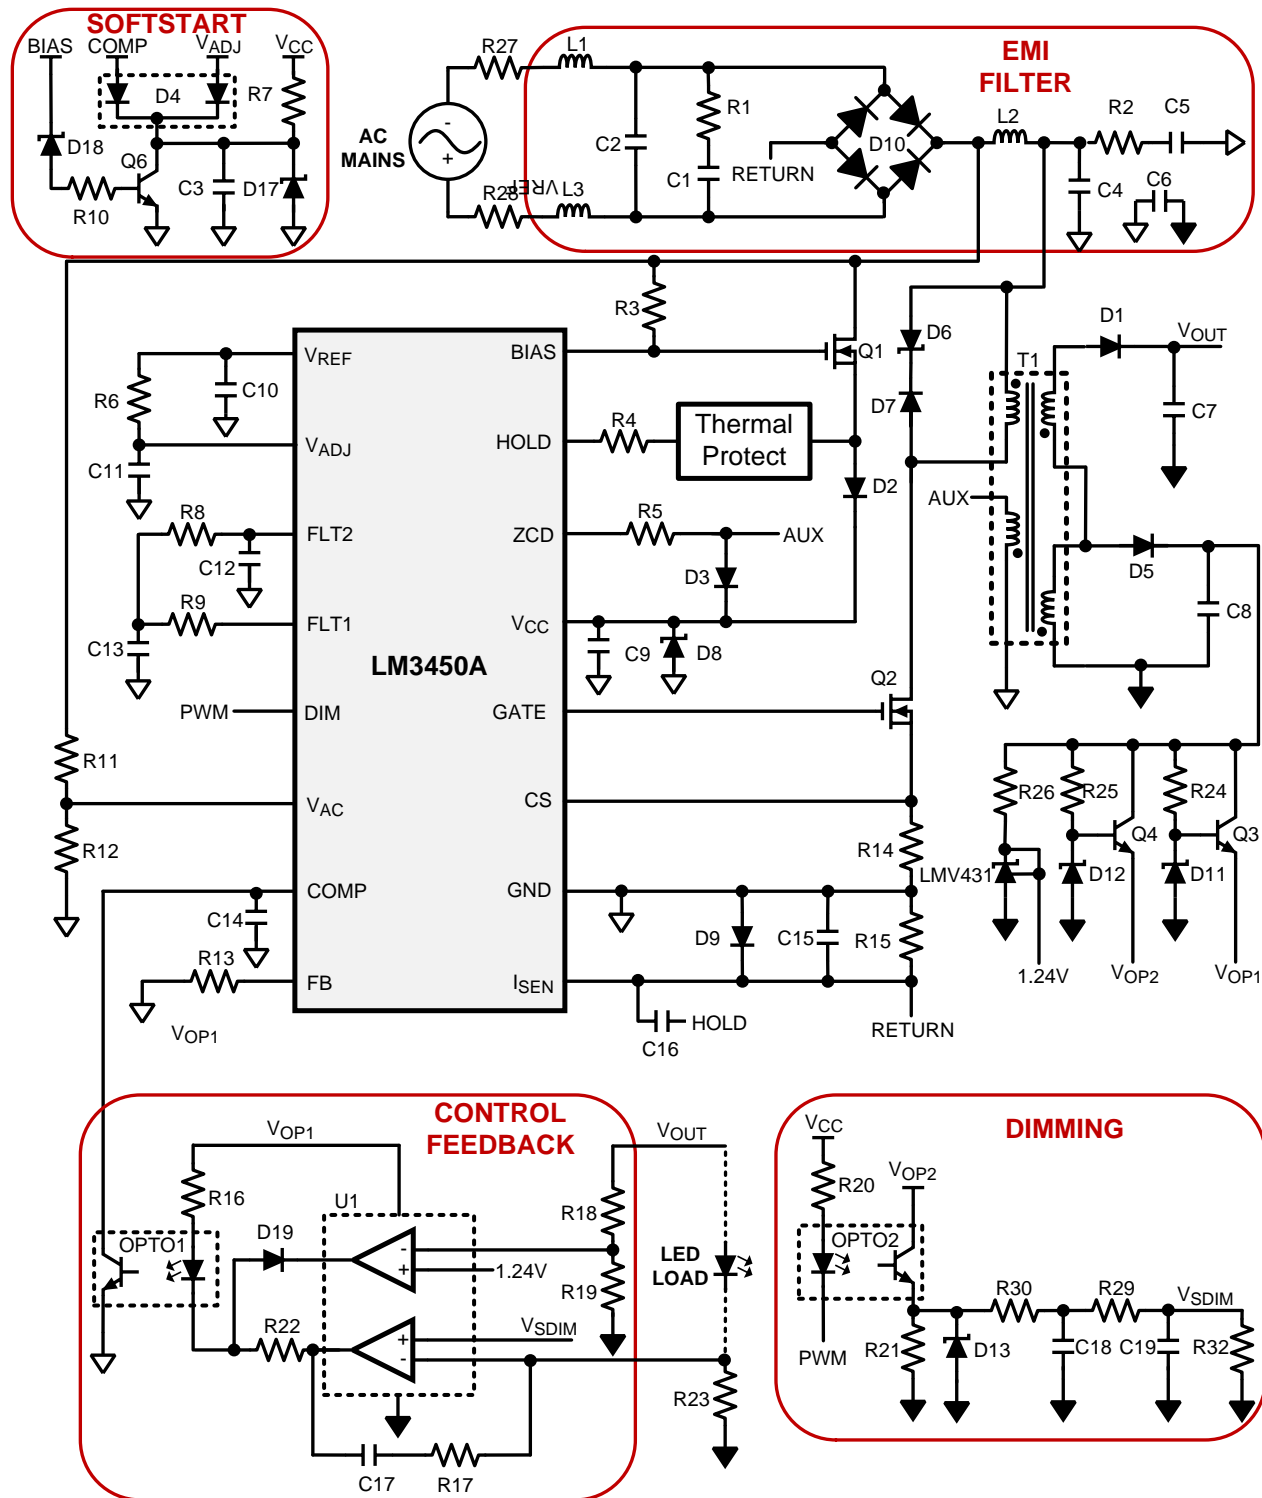 SOFTSTART
BIAS
COMP
VADJ
VCC
D4
R7
D18
Q6
R10
C3
D17
EMI
FILTER
R27
L1
AC
MAINS
-
+
C2
R1
C1
RETURN
D10
L2
R2
C5
C4
C6
R28
L3
VREF
R3
Q1
D6
D7
T1
D1
VOUT
C7
LM3450A
VREF
VADJ
FLT2
FLT1
DIM
VAC
COMP
FB
BIAS
HOLD
ZCD
VCC
GATE
CS
GND
ISEN
R6
C10
C11
R8
C12
R9
C13
PWM
R11
R12
C14
R13
VOP1
R4
Thermal
Protect
D2
R5
AUX
D3
C9
D8
Q2
AUX
D5
C8
R14
D9
C15
R15
HOLD
C16
RETURN
R26
R25
R24
Q4
Q3
LMV431
D12
D11
1.24V
VOP2
VOP1
CONTROL
FEEDBACK
VOP1
VOUT
R16
U1
R18
D19
OPTO1
-
+
1.24V
R19
LED
LOAD
R22
VSDIM
+
-
R23
C17
R17
DIMMING
VCC
R20
VOP2
OPTO2
R30
R29
VSDIM
PWM
R21
D13
C18
C19
R32